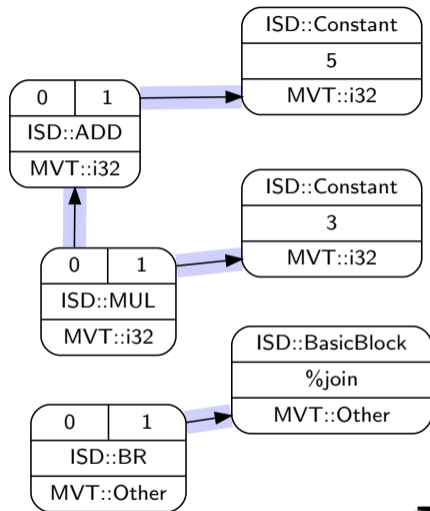 ISD::Constant
5
MVT::i32
0 1
ISD::ADD
MVT::i32
ISD::Constant
3
MVT::i32
0 1
ISD::MUL
MVT::i32
ISD::BasicBlock
%join
MVT::Other
0 1
ISD::BR
MVT::Other